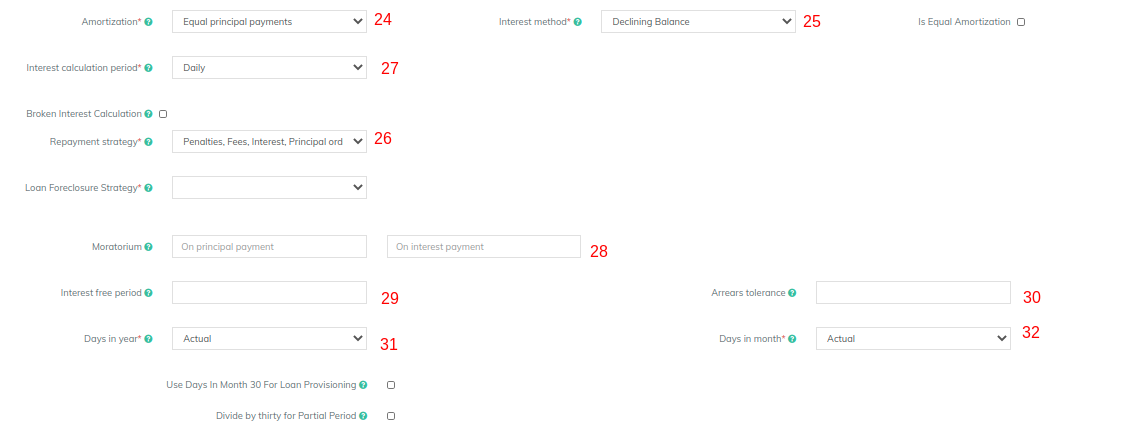 Amortization* ? Equal principal payments 24 Interest method* ? Declining Balance 25 Is Equal Amortization
Interest calculation period* ? Daily 27
Broken Interest Calculation ?
Repayment strategy* ? Penalties, Fees, Interest, Principal ord 26
Loan Foreclosure Strategy* ?
Moratorium ? On principal payment On interest payment 28
Interest free period ? 29 Arrears tolerance ? 30
Days in year* ? Actual 31 Days in month* ? Actual 32
Use Days In Month 30 For Loan Provisioning ?
Divide by thirty for Partial Period ?